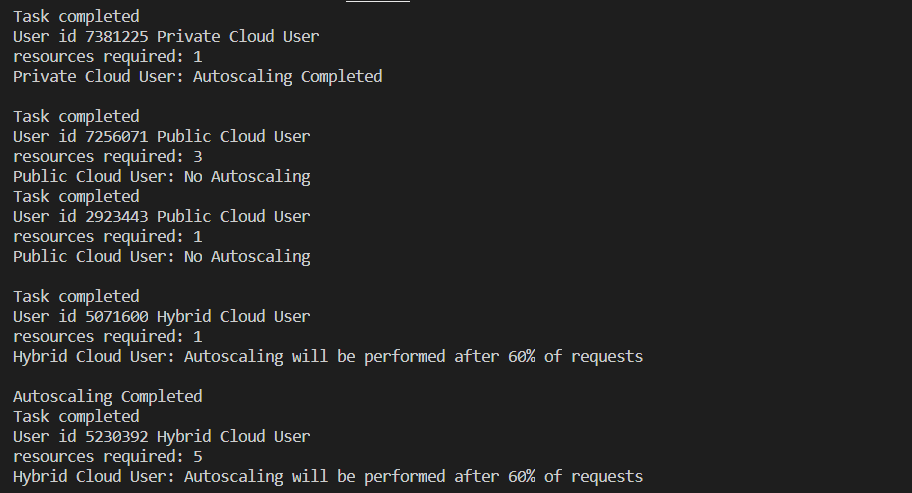 Task completed
User id 7381225 Private Cloud User
resources required: 1
Private Cloud User: Autoscaling Completed
Task completed
User id 7256071 Public Cloud User
resources required: 3
Public Cloud User: No Autoscaling
Task completed
User id 2923443 Public Cloud User
resources required: 1
Public Cloud User: No Autoscaling
Task completed
User id 5071600 Hybrid Cloud User
resources required: 1
Hybrid Cloud User: Autoscaling will be performed after 60% of requests
Autoscaling Completed
Task completed
User id 5230392 Hybrid Cloud User
resources required: 5
Hybrid Cloud User: Autoscaling will be performed after 60% of requests